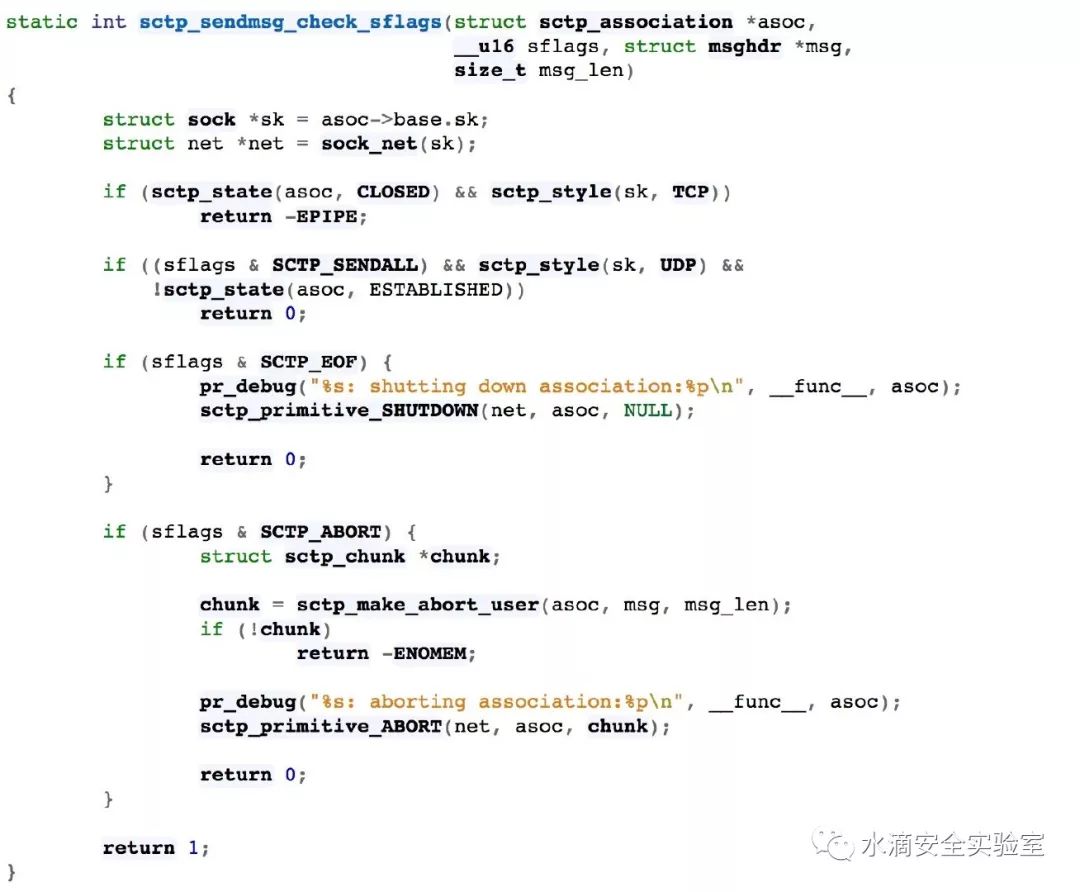 static int sctp_sendmsg_check_sflags(struct sctp_association *asoc,
                                     __u16 sflags, struct msghdr *msg,
                                     size_t msg_len)
{
        struct sock *sk = asoc->base.sk;
        struct net *net = sock_net(sk);

        if (sctp_state(asoc, CLOSED) && sctp_style(sk, TCP))
                return -EPIPE;

        if ((sflags & SCTP_SENDALL) && sctp_style(sk, UDP) &&
            !sctp_state(asoc, ESTABLISHED))
                return 0;

        if (sflags & SCTP_EOF) {
                pr_debug("%s: shutting down association:%p\n", __func__, asoc);
                sctp_primitive_SHUTDOWN(net, asoc, NULL);

                return 0;
        }

        if (sflags & SCTP_ABORT) {
                struct sctp_chunk *chunk;

                chunk = sctp_make_abort_user(asoc, msg, msg_len);
                if (!chunk)
                        return -ENOMEM;

                pr_debug("%s: aborting association:%p\n", __func__, asoc);
                sctp_primitive_ABORT(net, asoc, chunk);

                return 0;
        }

        return 1;
}
水滴安全实验室